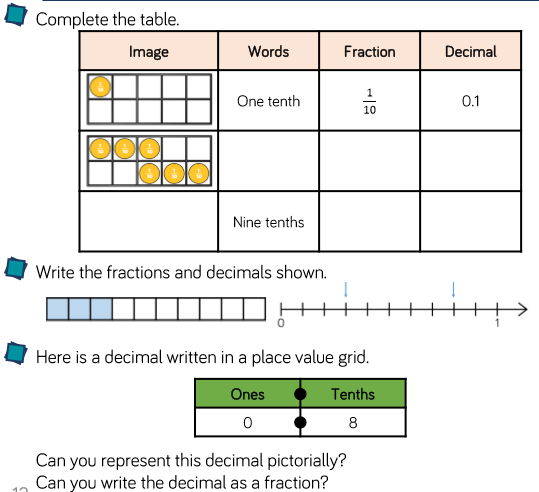 Complete the table.
Image Words Fraction Decimal
One tenth 1/10 0.1
Nine tenths
Write the fractions and decimals shown.
0 1
Here is a decimal written in a place value grid.
Ones Tenths
0 8
Can you represent this decimal pictorially?
Can you write the decimal as a fraction?